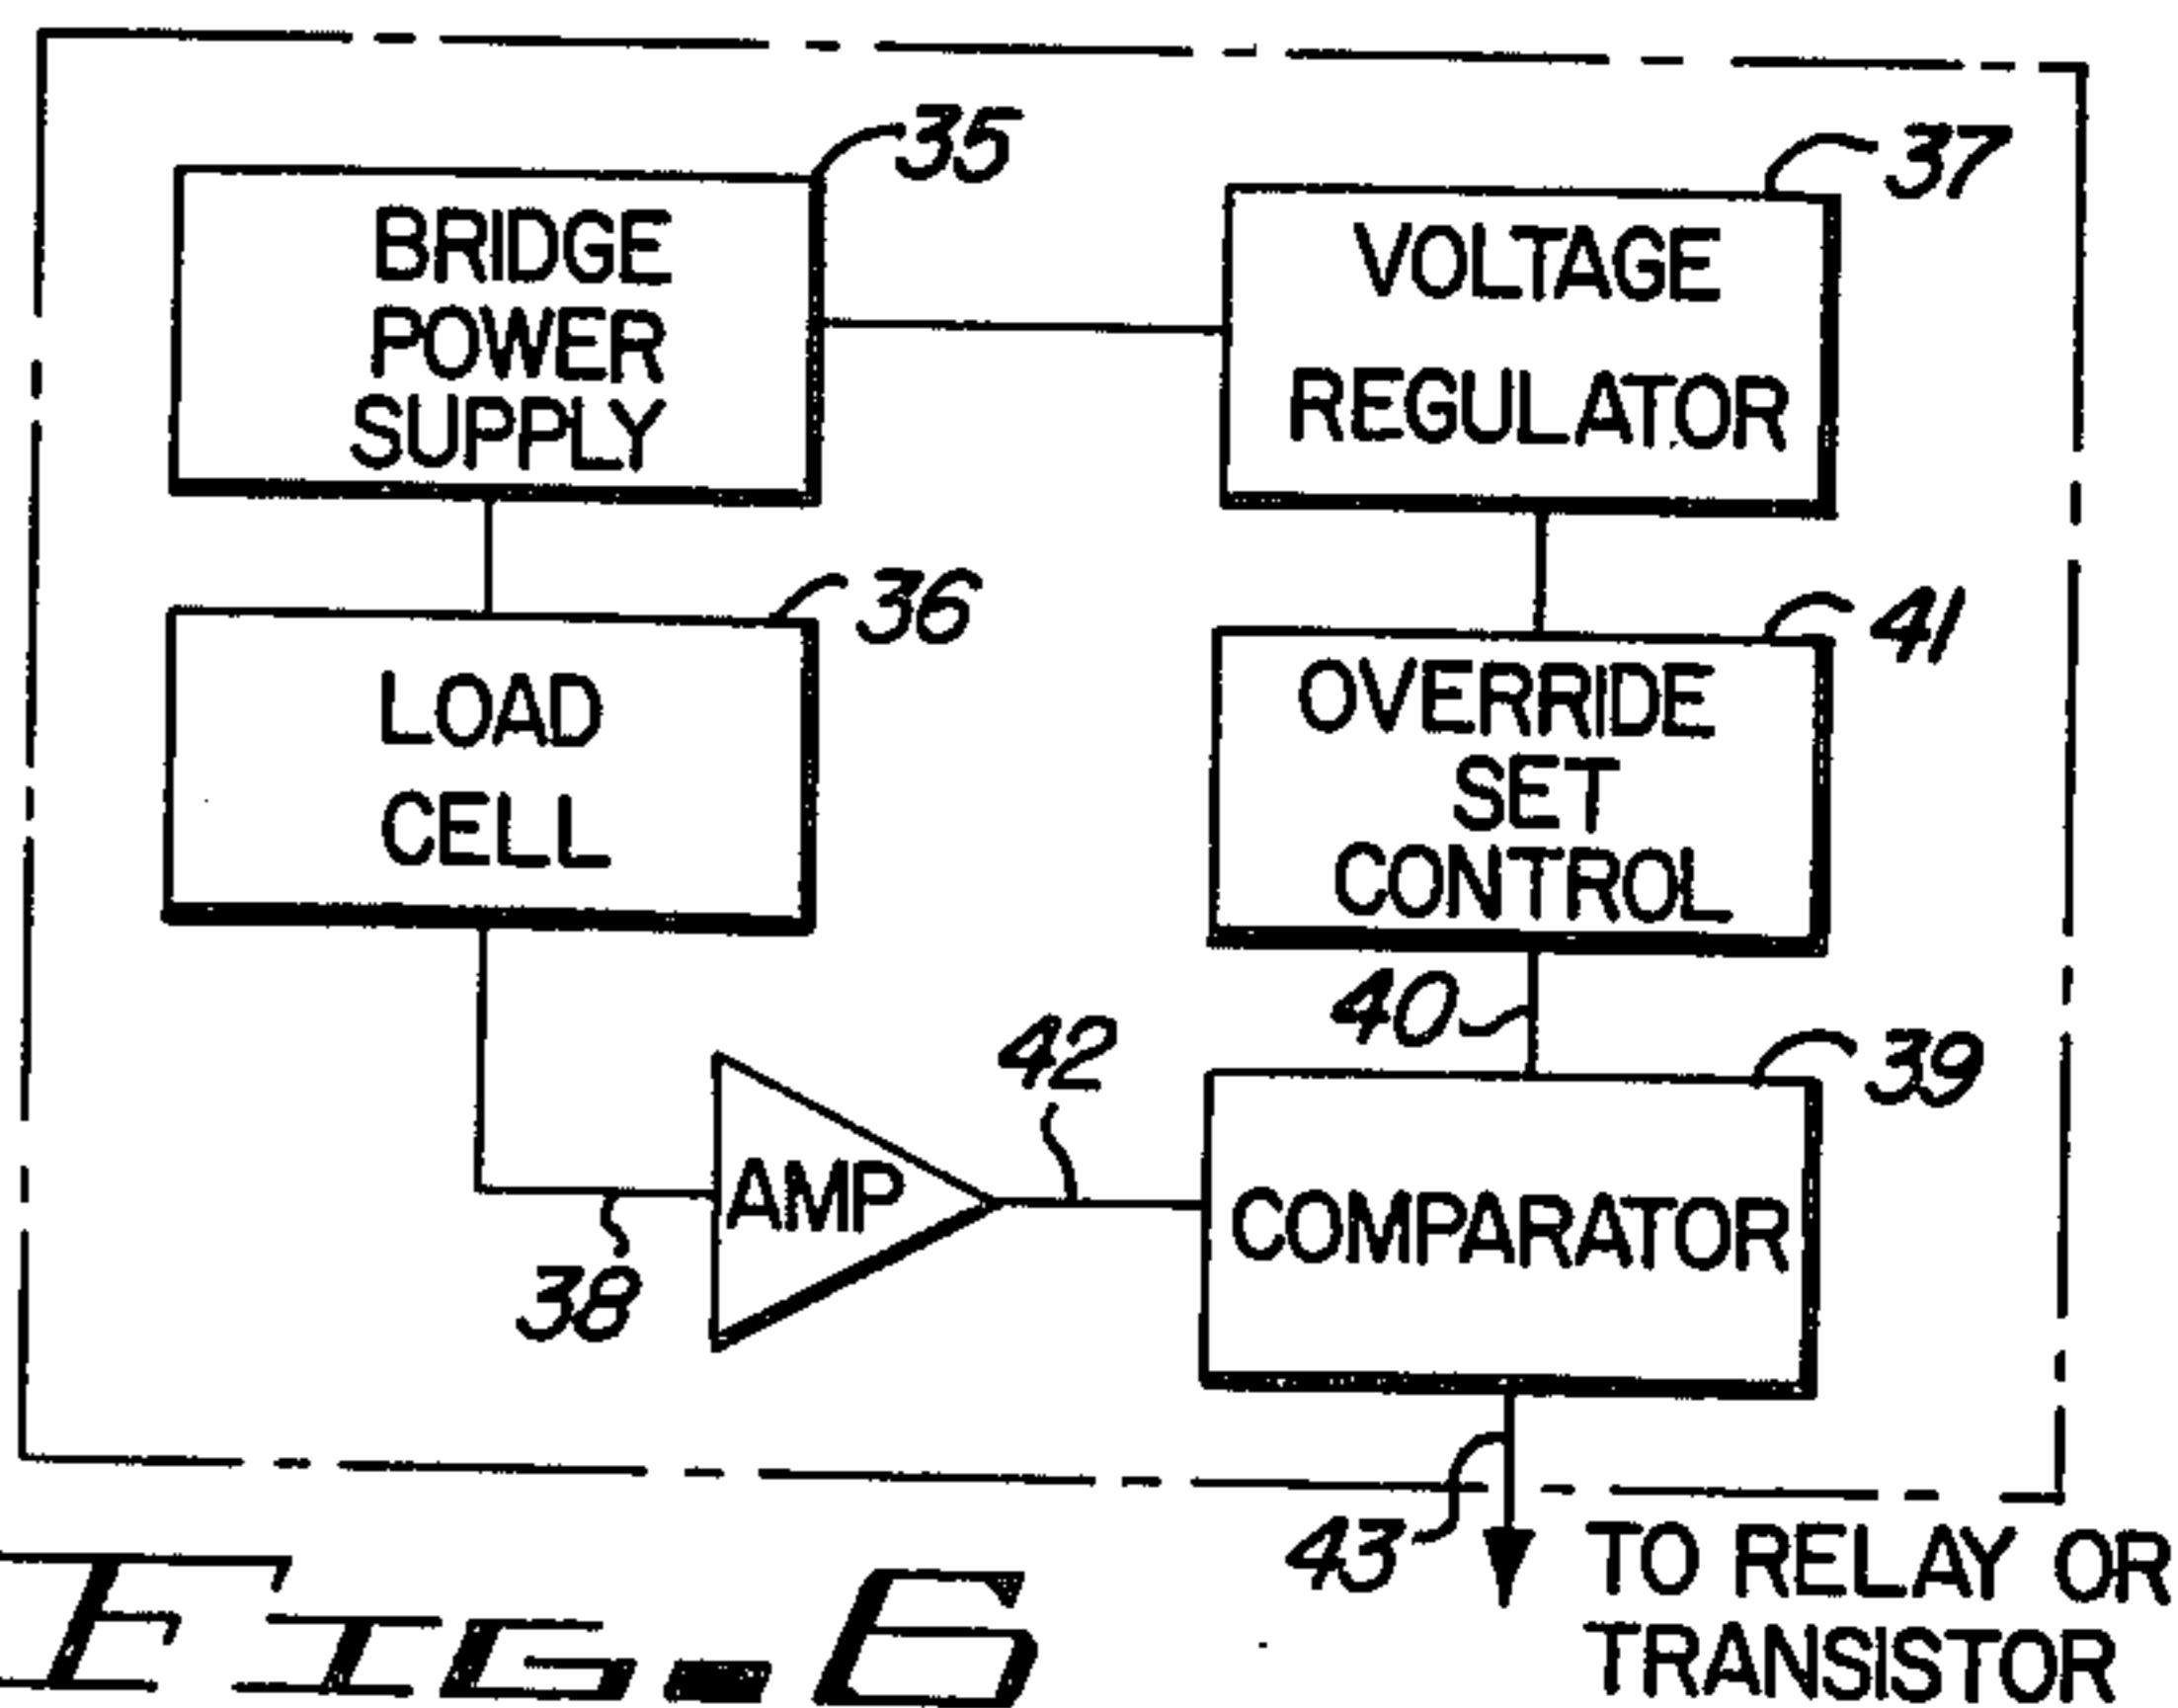 35
BRIDGE
POWER
SUPPLY
37
VOLTAGE
REGULATOR
36
LOAD
CELL
41
OVERRIDE
SET
CONTROL
40
42
39
AMP
COMPARATOR
38
43
TO RELAY OR
TRANSISTOR
FIG. 6